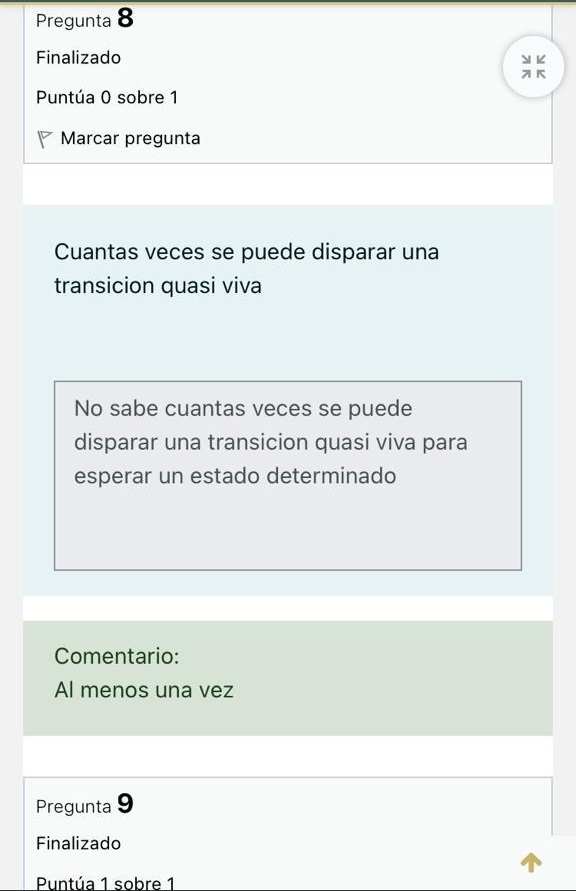 Pregunta 8
Finalizado
Puntúa 0 sobre 1
Marcar pregunta
Cuantas veces se puede disparar una
transicion quasi viva
No sabe cuantas veces se puede
disparar una transicion quasi viva para
esperar un estado determinado
Comentario:
Al menos una vez
Pregunta 9
Finalizado
Puntúa 1 sobre 1